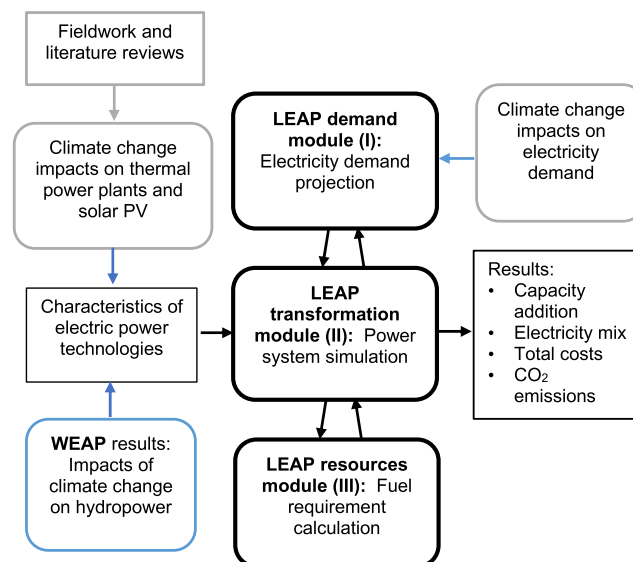 Fieldwork and
literature reviews
Climate change
impacts on thermal
power plants and
solar PV
Characteristics of
electric power
technologies
WEAP results:
Impacts of
climate change
on hydropower
LEAP demand
module (I):
Electricity demand
projection
LEAP
transformation
module (II): Power
system simulation
LEAP resources
module (III): Fuel
requirement
calculation
Climate change
impacts on
electricity
demand
Results:
• Capacity
addition
• Electricity mix
• Total costs
• CO₂
emissions